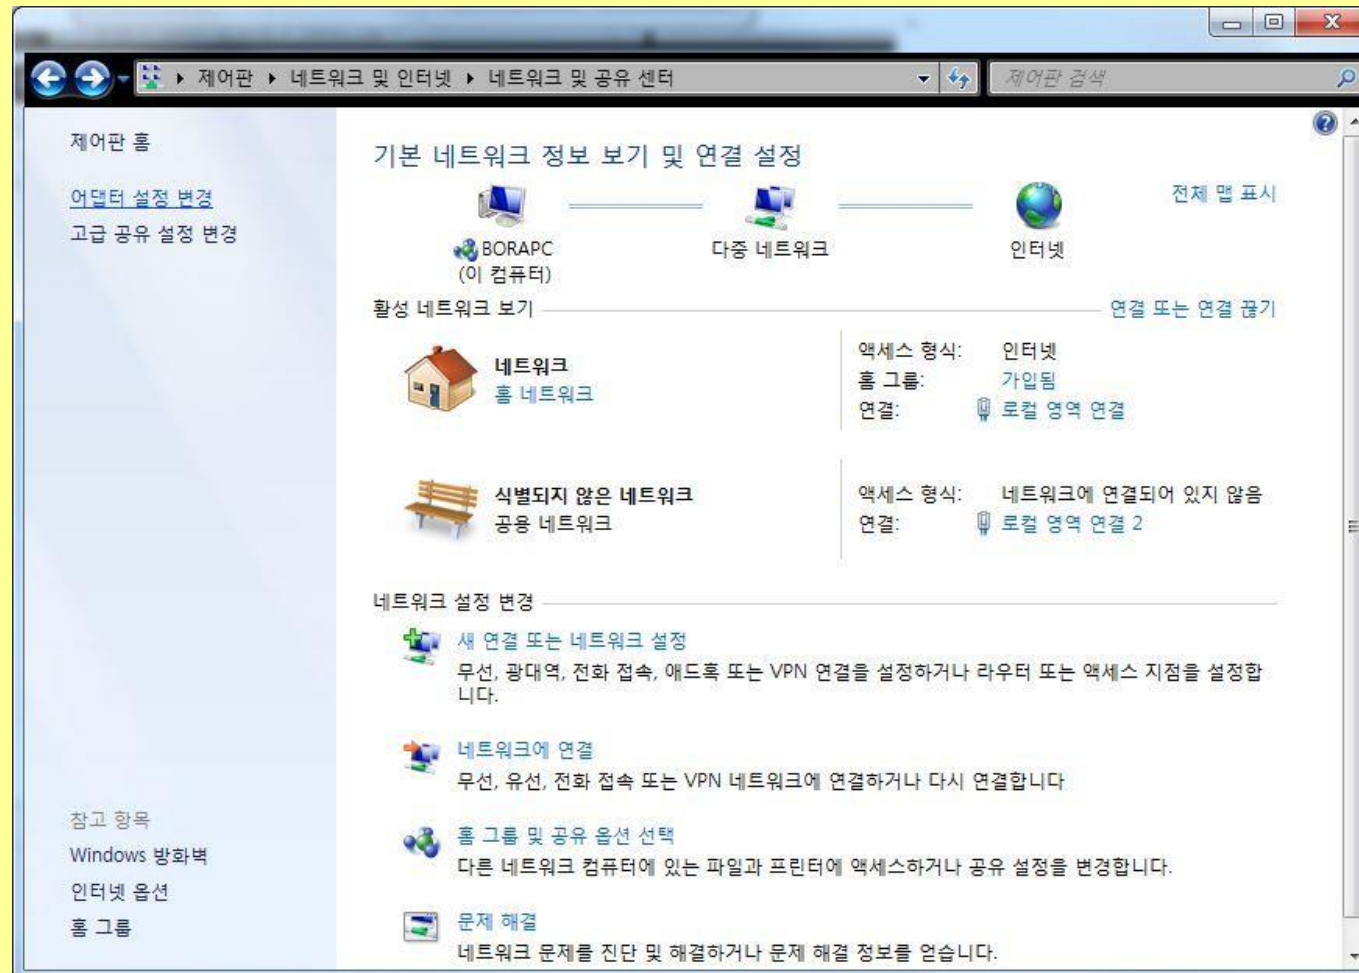 제어판 ▸ 네트워크 및 인터넷 ▸ 네트워크 및 공유 센터
제어판 검색
제어판 홈
어댑터 설정 변경
고급 공유 설정 변경
기본 네트워크 정보 보기 및 연결 설정
전체 맵 표시
BORAPC
(이 컴퓨터)
다중 네트워크
인터넷
활성 네트워크 보기
연결 또는 연결 끊기
네트워크
홈 네트워크
액세스 형식: 인터넷
홈 그룹: 가입됨
연결: 로컬 영역 연결
식별되지 않은 네트워크
공용 네트워크
액세스 형식: 네트워크에 연결되어 있지 않음
연결: 로컬 영역 연결 2
네트워크 설정 변경
새 연결 또는 네트워크 설정
무선, 광대역, 전화 접속, 애드혹 또는 VPN 연결을 설정하거나 라우터 또는 액세스 지점을 설정합
니다.
네트워크에 연결
무선, 유선, 전화 접속 또는 VPN 네트워크에 연결하거나 다시 연결합니다
홈 그룹 및 공유 옵션 선택
다른 네트워크 컴퓨터에 있는 파일과 프린터에 액세스하거나 공유 설정을 변경합니다.
문제 해결
네트워크 문제를 진단 및 해결하거나 문제 해결 정보를 얻습니다.
참고 항목
Windows 방화벽
인터넷 옵션
홈 그룹